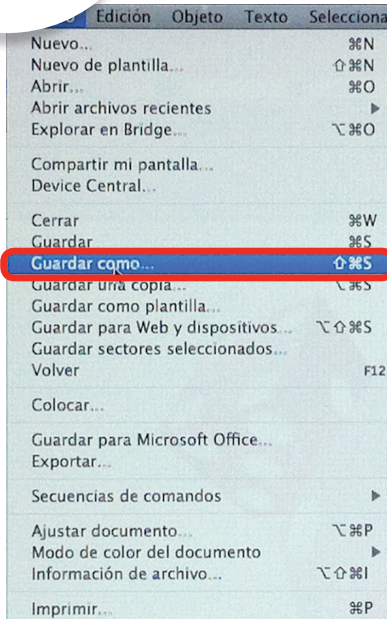 Edición Objeto Texto Selecciona
Nuevo... ⌘N
Nuevo de plantilla... ⇧⌘N
Abrir... ⌘O
Abrir archivos recientes ▶
Explorar en Bridge... ⌥⌘O
Compartir mi pantalla...
Device Central...
Cerrar ⌘W
Guardar ⌘S
Guardar como... ⇧⌘S
Guardar una copia... ⌥⌘S
Guardar como plantilla...
Guardar para Web y dispositivos... ⌥⇧⌘S
Guardar sectores seleccionados...
Volver F12
Colocar...
Guardar para Microsoft Office...
Exportar...
Secuencias de comandos ▶
Ajustar documento... ⌥⌘P
Modo de color del documento ▶
Información de archivo... ⌥⇧⌘I
Imprimir... ⌘P